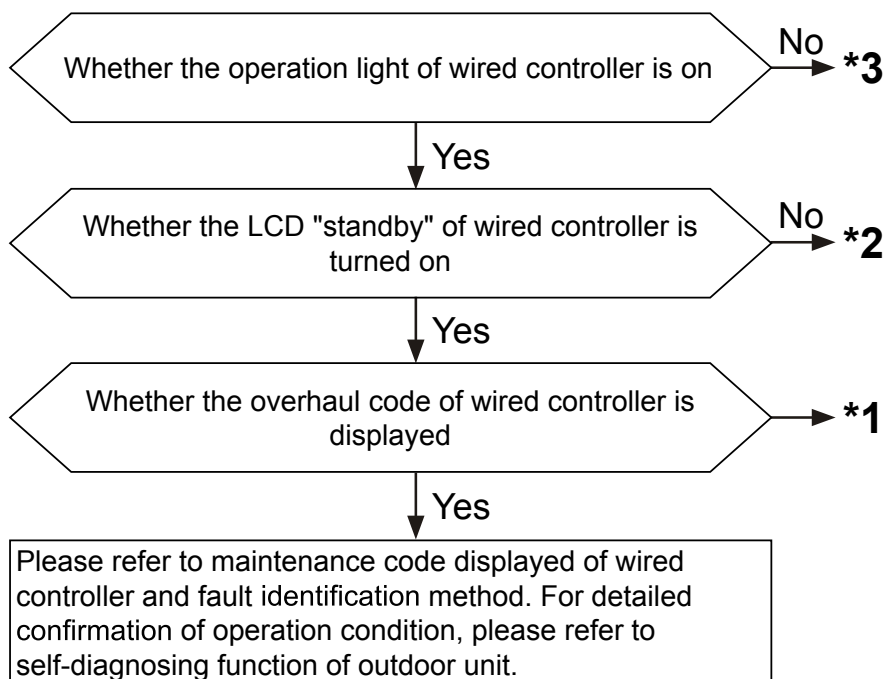 Whether the operation light of wired controller is on
No
*3
Yes
Whether the LCD "standby" of wired controller is
turned on
No
*2
Yes
Whether the overhaul code of wired controller is
displayed
*1
Yes
Please refer to maintenance code displayed of wired
controller and fault identification method. For detailed
confirmation of operation condition, please refer to
self-diagnosing function of outdoor unit.